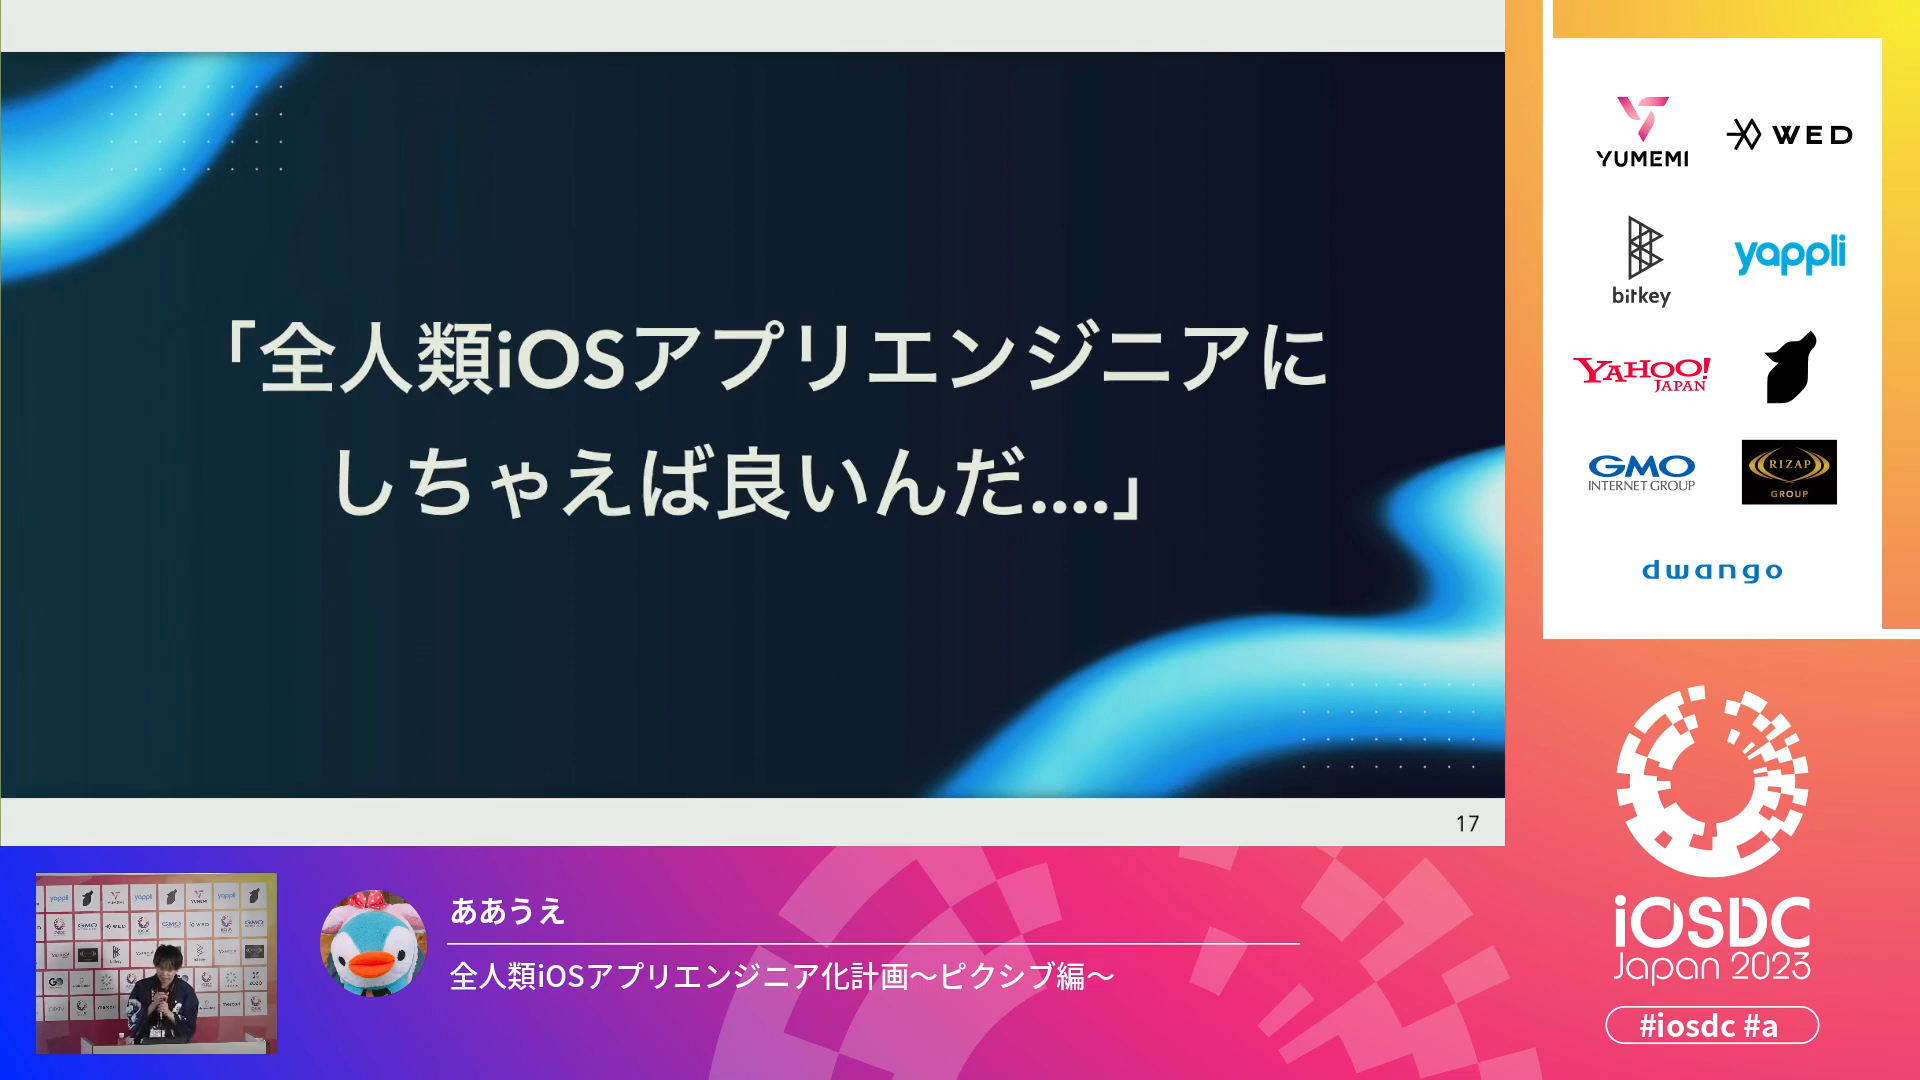 「全人類iOSアプリエンジニアに
しちゃえば良いんだ....」
17
YUMEMI
WED
bitkey
yappli
YAHOO!
JAPAN
GMO
INTERNET GROUP
RIZAP
GROUP
dwango
iOSDC
Japan 2023
#iosdc #a
ああうえ
全人類iOSアプリエンジニア化計画〜ピクシブ編〜